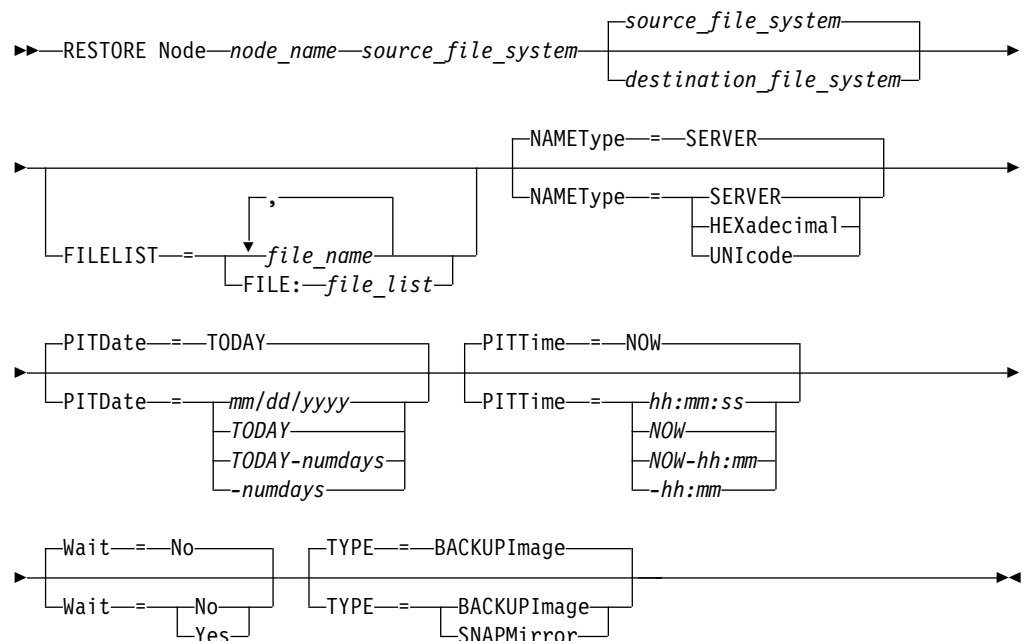 source_file_system
RESTORE Node node_name source_file_system
destination_file_system
NAMEType = SERVER
,
NAMEType = SERVER
HEXadecimal
UNIcode
FILELIST = file_name
FILE: file_list
PITDate = TODAY
PITTime = NOW
PITDate = mm/dd/yyyy
TODAY
TODAY-numdays
-numdays
PITTime = hh:mm:ss
NOW
NOW-hh:mm
-hh:mm
Wait = No
TYPE = BACKUPImage
Wait = No
Yes
TYPE = BACKUPImage
SNAPMirror